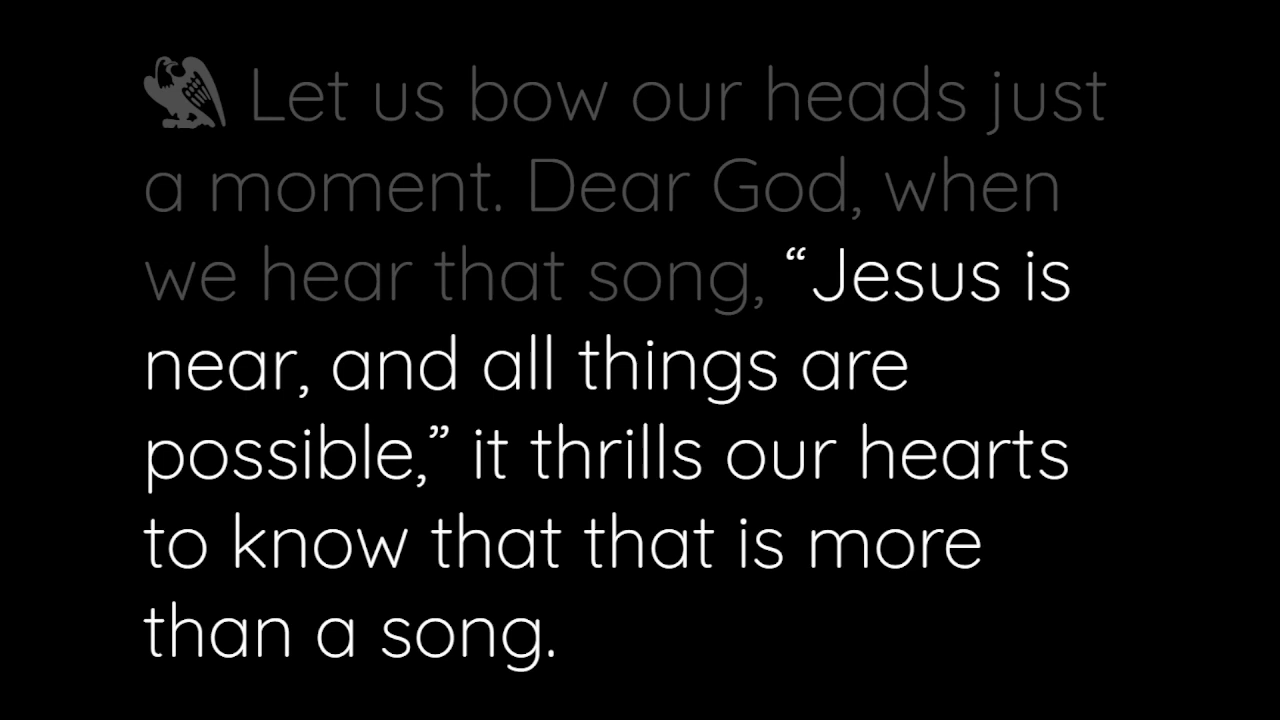 Let us bow our heads just
a moment. Dear God, when
we hear that song, “Jesus is
near, and all things are
possible,” it thrills our hearts
to know that that is more
than a song.